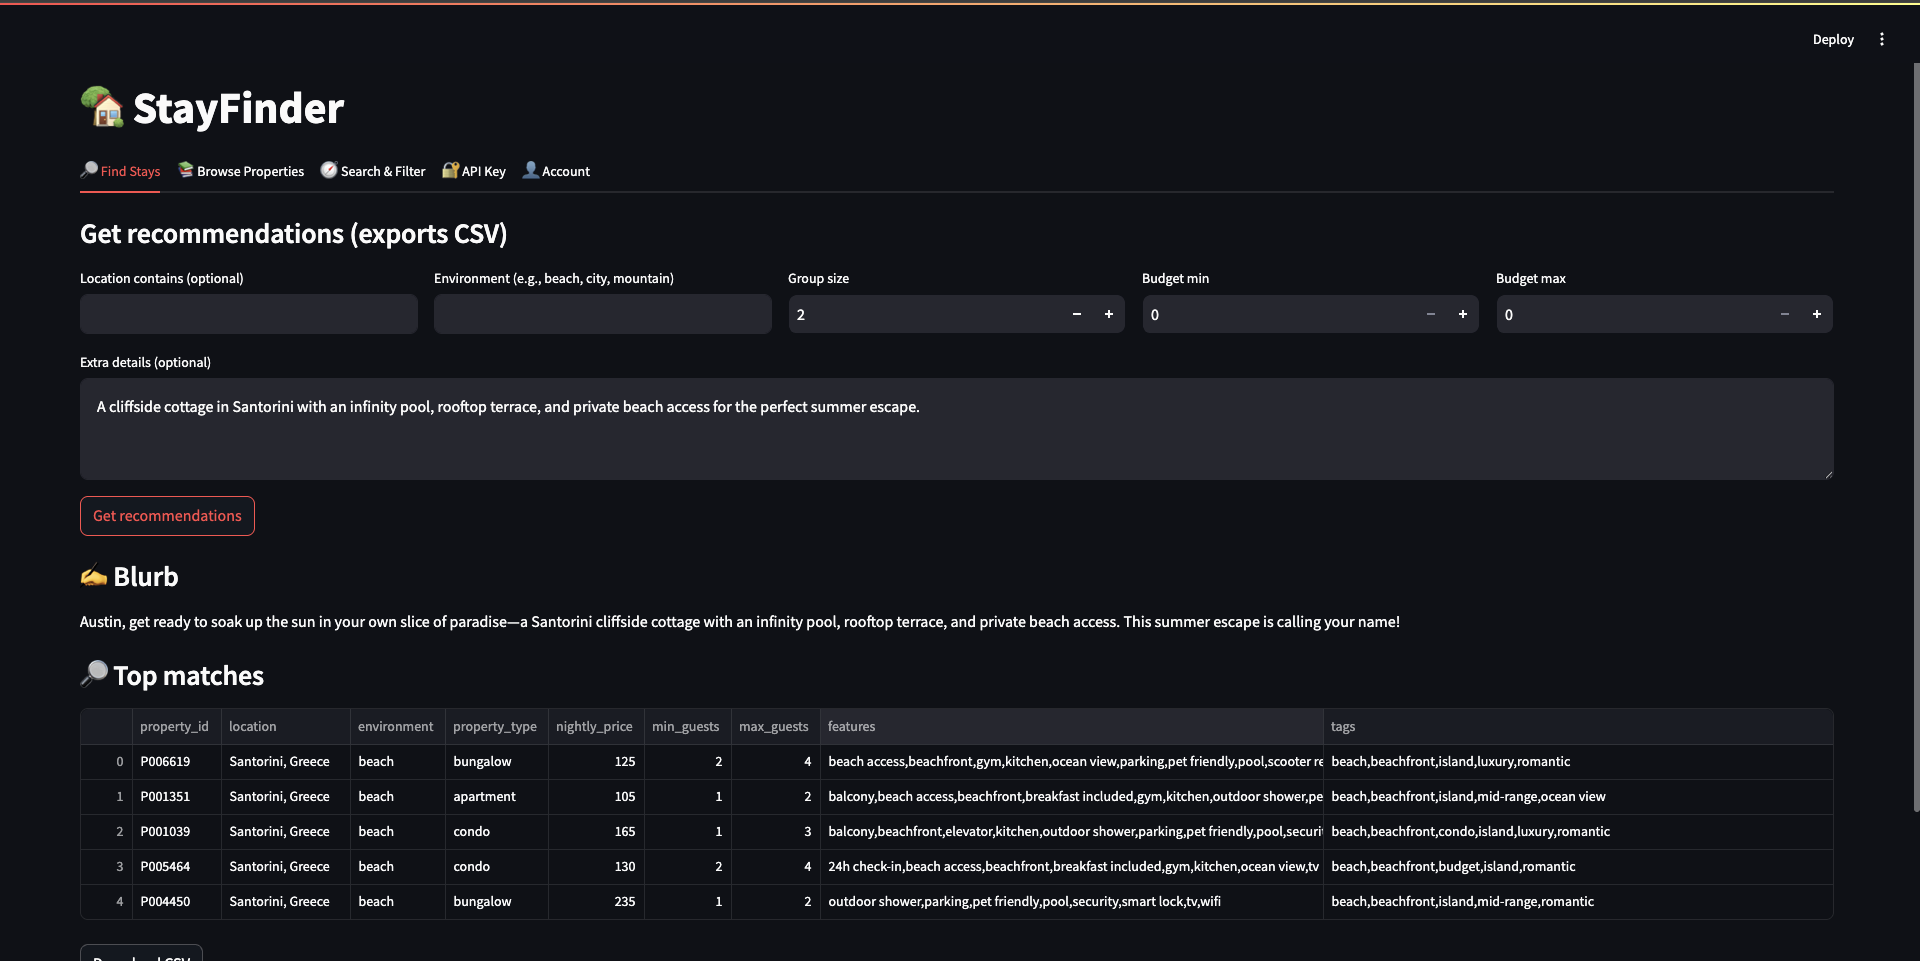 Deploy
StayFinder
Find Stays Browse Properties Search & Filter API Key Account
Get recommendations (exports CSV)
Location contains (optional) Environment (e.g., beach, city, mountain) Group size Budget min Budget max
2 0 0
Extra details (optional)
A cliffside cottage in Santorini with an infinity pool, rooftop terrace, and private beach access for the perfect summer escape.
Get recommendations
Blurb
Austin, get ready to soak up the sun in your own slice of paradise—a Santorini cliffside cottage with an infinity pool, rooftop terrace, and private beach access. This summer escape is calling your name!
Top matches
property_id location environment property_type nightly_price min_guests max_guests features tags
0 P006619 Santorini, Greece beach bungalow 125 2 4 beach access,beachfront,gym,kitchen,ocean view,parking,pet friendly,pool,scooter re beach,beachfront,island,luxury,romantic
1 P001351 Santorini, Greece beach apartment 105 1 2 balcony,beach access,beachfront,breakfast included,gym,kitchen,outdoor shower,pe beach,beachfront,island,mid-range,ocean view
2 P001039 Santorini, Greece beach condo 165 1 3 balcony,beachfront,elevator,kitchen,outdoor shower,parking,pet friendly,pool,securi beach,beachfront,condo,island,luxury,romantic
3 P005464 Santorini, Greece beach condo 130 2 4 24h check-in,beach access,beachfront,breakfast included,gym,kitchen,ocean view,tv beach,beachfront,budget,island,romantic
4 P004450 Santorini, Greece beach bungalow 235 1 2 outdoor shower,parking,pet friendly,pool,security,smart lock,tv,wifi beach,beachfront,island,mid-range,romantic